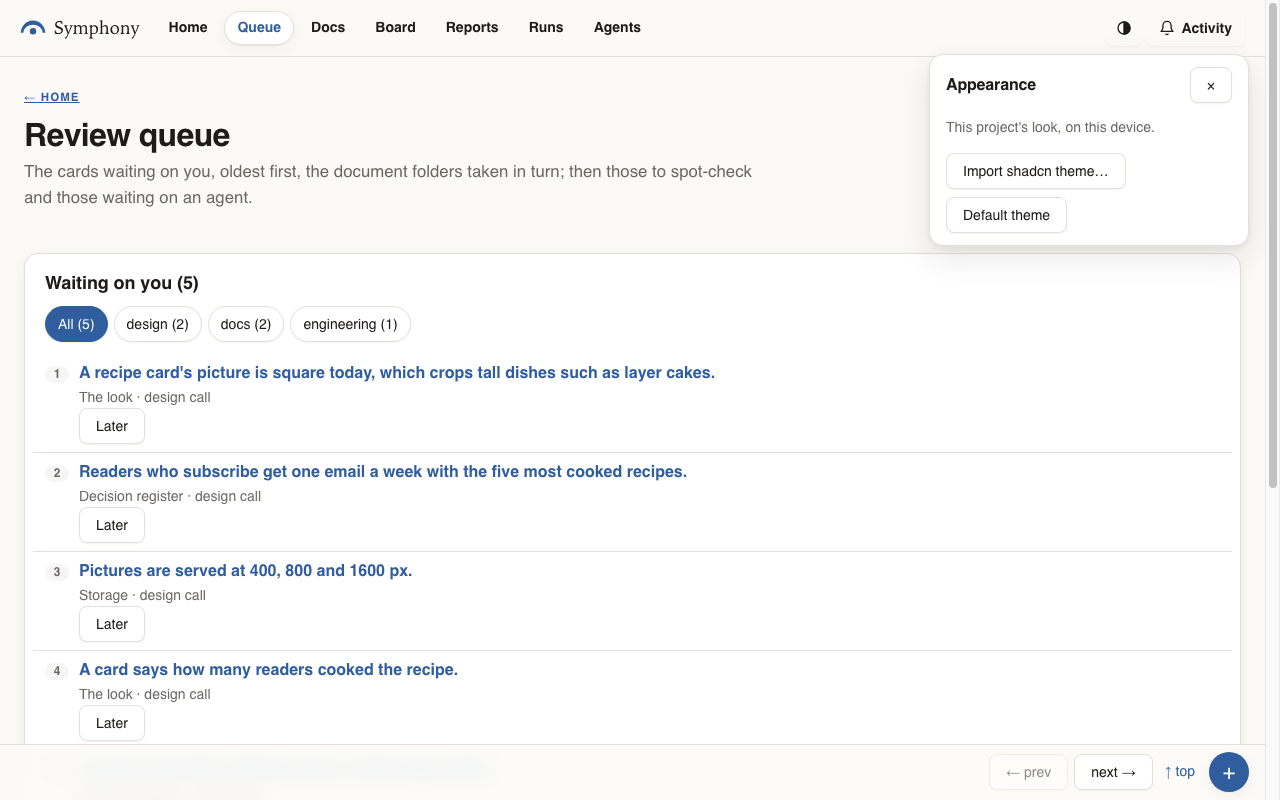 Symphony Home Queue Docs Board Reports Runs Agents Activity
Appearance ×
This project's look, on this device.
Import shadcn theme…
Default theme
← HOME
Review queue
The cards waiting on you, oldest first, the document folders taken in turn; then those to spot-check
and those waiting on an agent.
Waiting on you (5)
All (5) design (2) docs (2) engineering (1)
1 A recipe card's picture is square today, which crops tall dishes such as layer cakes.
The look · design call
Later
2 Readers who subscribe get one email a week with the five most cooked recipes.
Decision register · design call
Later
3 Pictures are served at 400, 800 and 1600 px.
Storage · design call
Later
4 A card says how many readers cooked the recipe.
The look · design call
Later
← prev next → ↑ top +